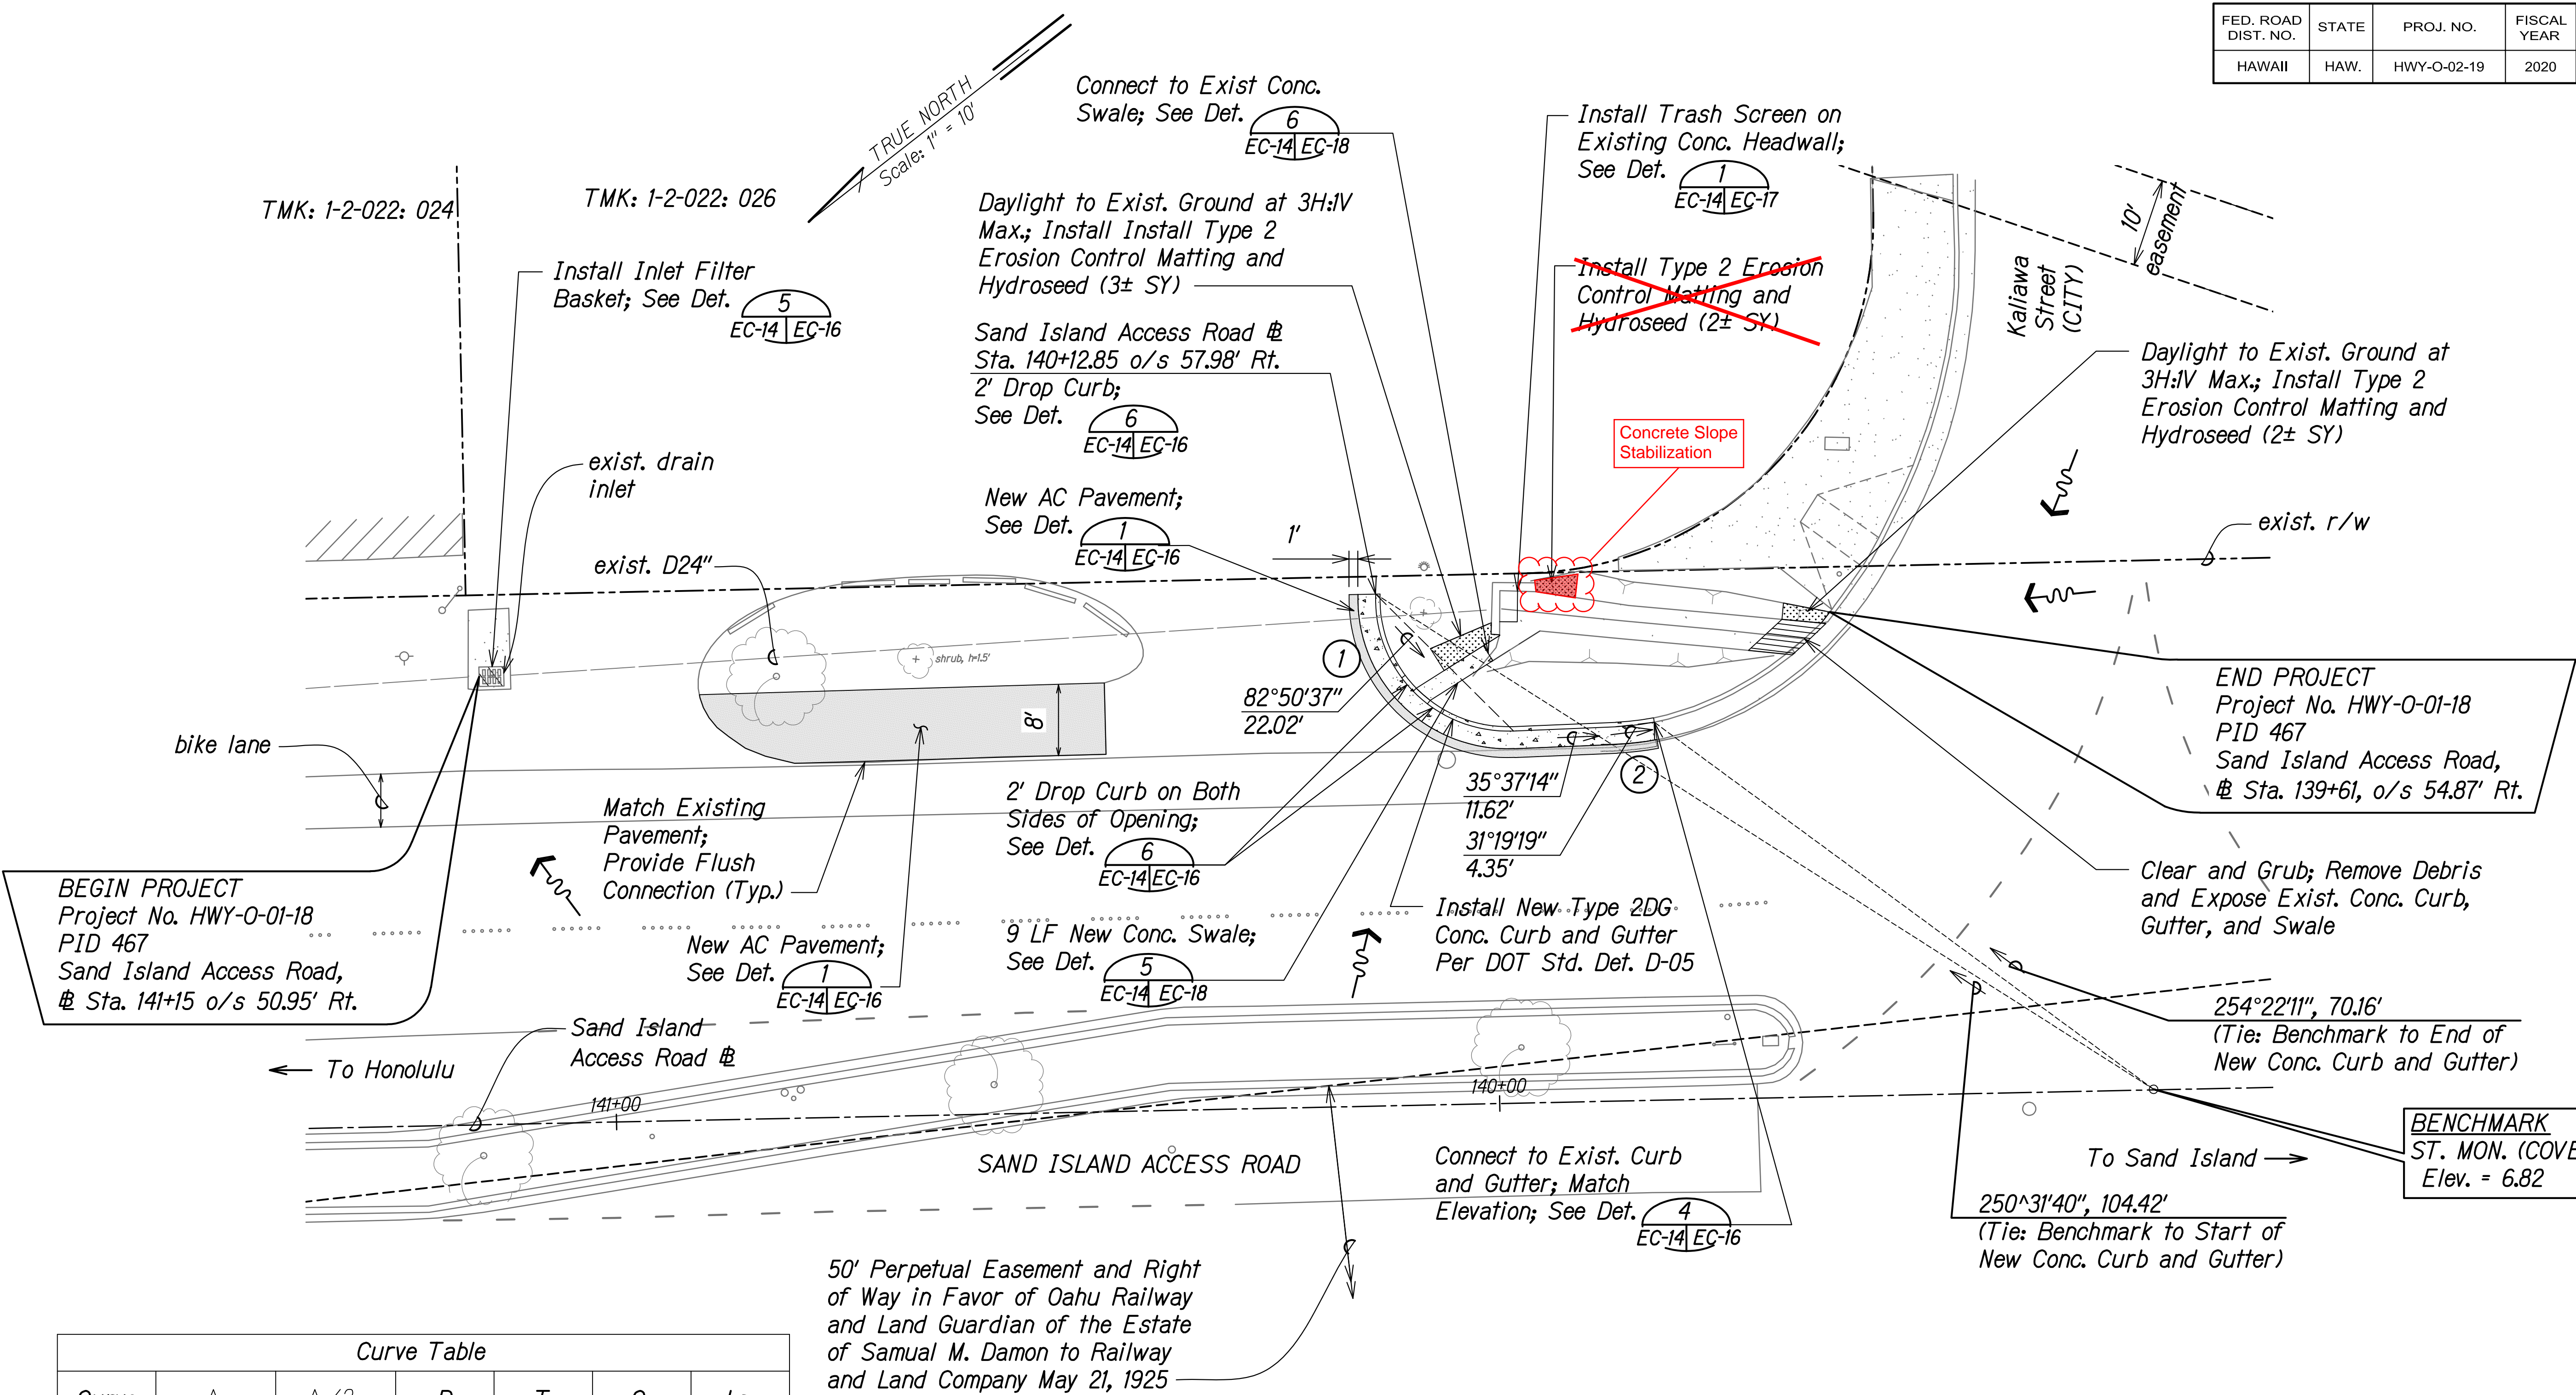 FED. ROAD DIST. NO.
STATE
PROJ. NO.
FISCAL YEAR
HAWAII
HAW.
HWY-O-02-19
2020
TRUE NORTH
Scale: 1" = 10'
TMK: 1-2-022: 024
TMK: 1-2-022: 026
Connect to Exist Conc.
Swale; See Det.
6
EC-14 EC-18
Install Trash Screen on
Existing Conc. Headwall;
See Det.
1
EC-14 EC-17
Daylight to Exist. Ground at 3H:1V
Max.; Install Install Type 2
Erosion Control Matting and
Hydroseed (3± SY)
Install Type 2 Erosion
Control Matting and
Hydroseed (2± SY)
10'
easement
Kaliawa
Street
(CITY)
Install Inlet Filter
Basket; See Det.
5
EC-14 EC-16
Sand Island Access Road BL
Sta. 140+12.85 o/s 57.98' Rt.
2' Drop Curb;
See Det.
6
EC-14 EC-16
Daylight to Exist. Ground at
3H:1V Max.; Install Type 2
Erosion Control Matting and
Hydroseed (2± SY)
Concrete Slope
Stabilization
exist. drain
inlet
New AC Pavement;
See Det.
1
EC-14 EC-16
1'
exist. r/w
exist. D24"
shrub, h=1.5'
8'
1
82°50'37"
22.02'
bike lane
Match Existing
Pavement;
Provide Flush
Connection (Typ.)
2' Drop Curb on Both
Sides of Opening;
See Det.
6
EC-14 EC-16
35°37'14"
11.62'
31°19'19"
4.35'
2
END PROJECT
Project No. HWY-O-01-18
PID 467
Sand Island Access Road,
BL Sta. 139+61, o/s 54.87' Rt.
BEGIN PROJECT
Project No. HWY-O-01-18
PID 467
Sand Island Access Road,
BL Sta. 141+15 o/s 50.95' Rt.
New AC Pavement;
See Det.
1
EC-14 EC-16
9 LF New Conc. Swale;
See Det.
5
EC-14 EC-18
Install New Type 2DG
Conc. Curb and Gutter
Per DOT Std. Det. D-05
Clear and Grub; Remove Debris
and Expose Exist. Conc. Curb,
Gutter, and Swale
Sand Island
Access Road BL
To Honolulu
141+00
140+00
254°22'11", 70.16'
(Tie: Benchmark to End of
New Conc. Curb and Gutter)
SAND ISLAND ACCESS ROAD
Connect to Exist. Curb
and Gutter; Match
Elevation; See Det.
4
EC-14 EC-16
To Sand Island
BENCHMARK
ST. MON. (COVE
Elev. = 6.82
250^31'40", 104.42'
(Tie: Benchmark to Start of
New Conc. Curb and Gutter)
50' Perpetual Easement and Right
of Way in Favor of Oahu Railway
and Land Guardian of the Estate
of Samual M. Damon to Railway
and Land Company May 21, 1925
Curve Table